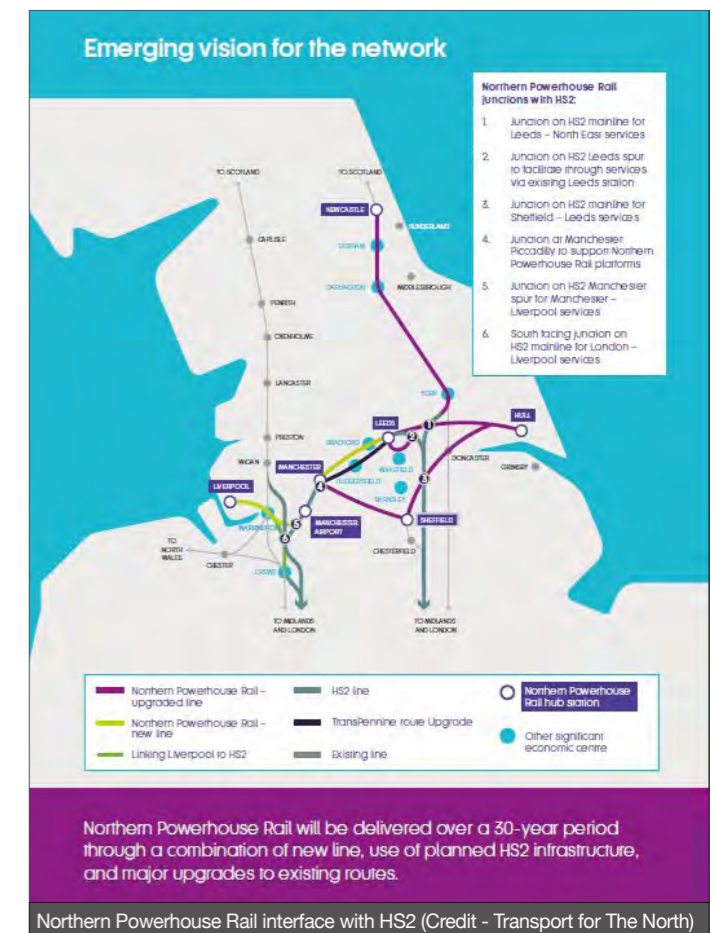 Emerging vision for the network
Northern Powerhouse Rail
junctions with HS2:
1. Junction on HS2 mainline for
Leeds – North East services
2. Junction on HS2 Leeds spur
to facilitate through services
via existing Leeds station
3. Junction on HS2 mainline for
Sheffield – Leeds services
4. Junction at Manchester
Piccadilly to support Northern
Powerhouse Rail platforms
5. Junction on HS2 Manchester
spur for Manchester –
Liverpool services
6. South facing junction on
HS2 mainline for London –
Liverpool services
TO SCOTLAND
TO SCOTLAND
NEWCASTLE
SUNDERLAND
CARLISLE
DURHAM
DARLINGTON
MIDDLESBROUGH
PENRITH
OXENHOLME
LANCASTER
YORK
PRESTON
LEEDS
1
HULL
2
BRADFORD
WIGAN
MANCHESTER
WAKEFIELD
DONCASTER
GRIMSBY
HUDDERSFIELD
3
LIVERPOOL
4
BARNSLEY
WARRINGTON
5
MANCHESTER
AIRPORT
SHEFFIELD
6
TO
NORTH
WALES
CHESTER
CHESTERFIELD
CREWE
TO MIDLANDS
AND LONDON
TO MIDLANDS
AND LONDON
Northern Powerhouse Rail –
upgraded line
Northern Powerhouse Rail –
new line
Linking Liverpool to HS2
HS2 line
TransPennine route Upgrade
Existing line
Northern Powerhouse
Rail hub station
Other significant
economic centre
Northern Powerhouse Rail will be delivered over a 30-year period
through a combination of new line, use of planned HS2 infrastructure,
and major upgrades to existing routes.
Northern Powerhouse Rail interface with HS2 (Credit - Transport for The North)